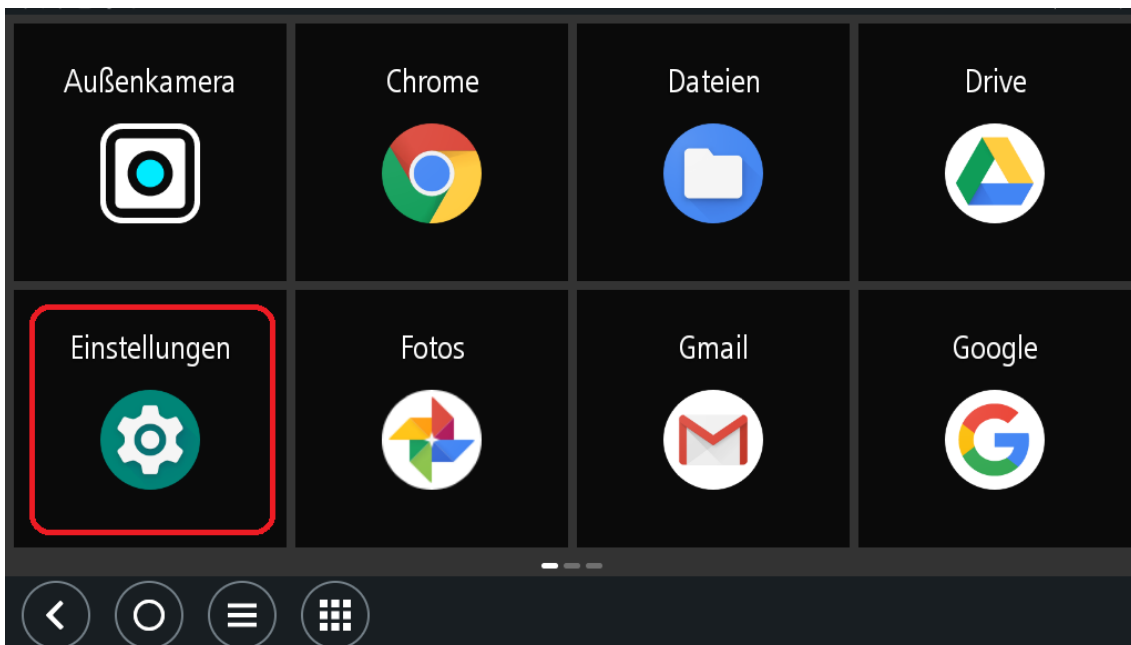 Außenkamera
Chrome
Dateien
Drive
Einstellungen
Fotos
Gmail
Google